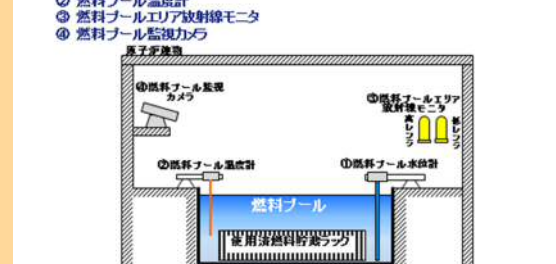 ② 燃料プール温度計
③ 燃料プールエリア放射線モニタ
④ 燃料プール監視カメラ
原子炉建物
④燃料プール監視
カメラ
③燃料プールエリア
放射線モニタ
高レンジ
低レンジ
②燃料プール温度計
①燃料プール水位計
燃料プール
使用済燃料貯蔵ラック